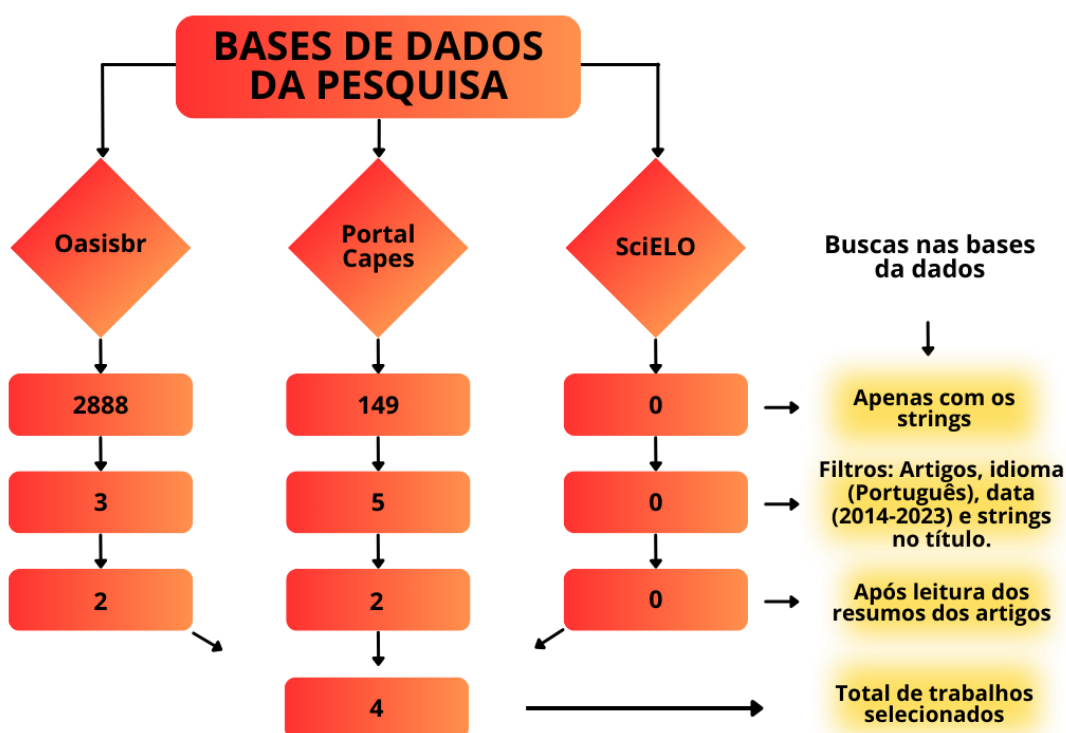 BASES DE DADOS
DA PESQUISA
Oasisbr
Portal
Capes
SciELO
Buscas nas bases
da dados
2888
149
0
Apenas com os
strings
3
5
0
Filtros: Artigos, idioma
(Português), data
(2014-2023) e strings
no título.
2
2
0
Após leitura dos
resumos dos artigos
4
Total de trabalhos
selecionados